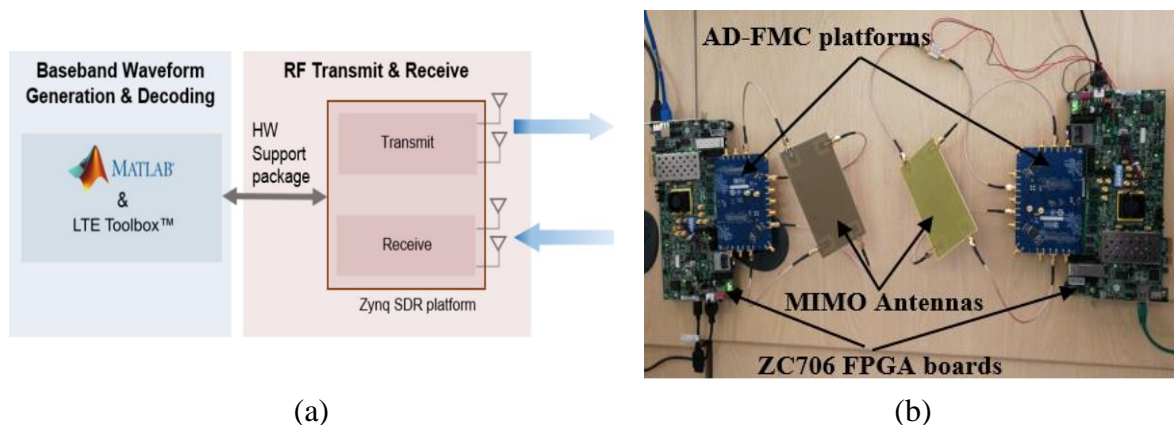 Baseband Waveform
Generation & Decoding
MATLAB®
&
LTE Toolbox™
HW
Support
package
RF Transmit & Receive
Transmit
Receive
Zynq SDR platform
(a)
AD-FMC platforms
MIMO Antennas
ZC706 FPGA boards
(b)